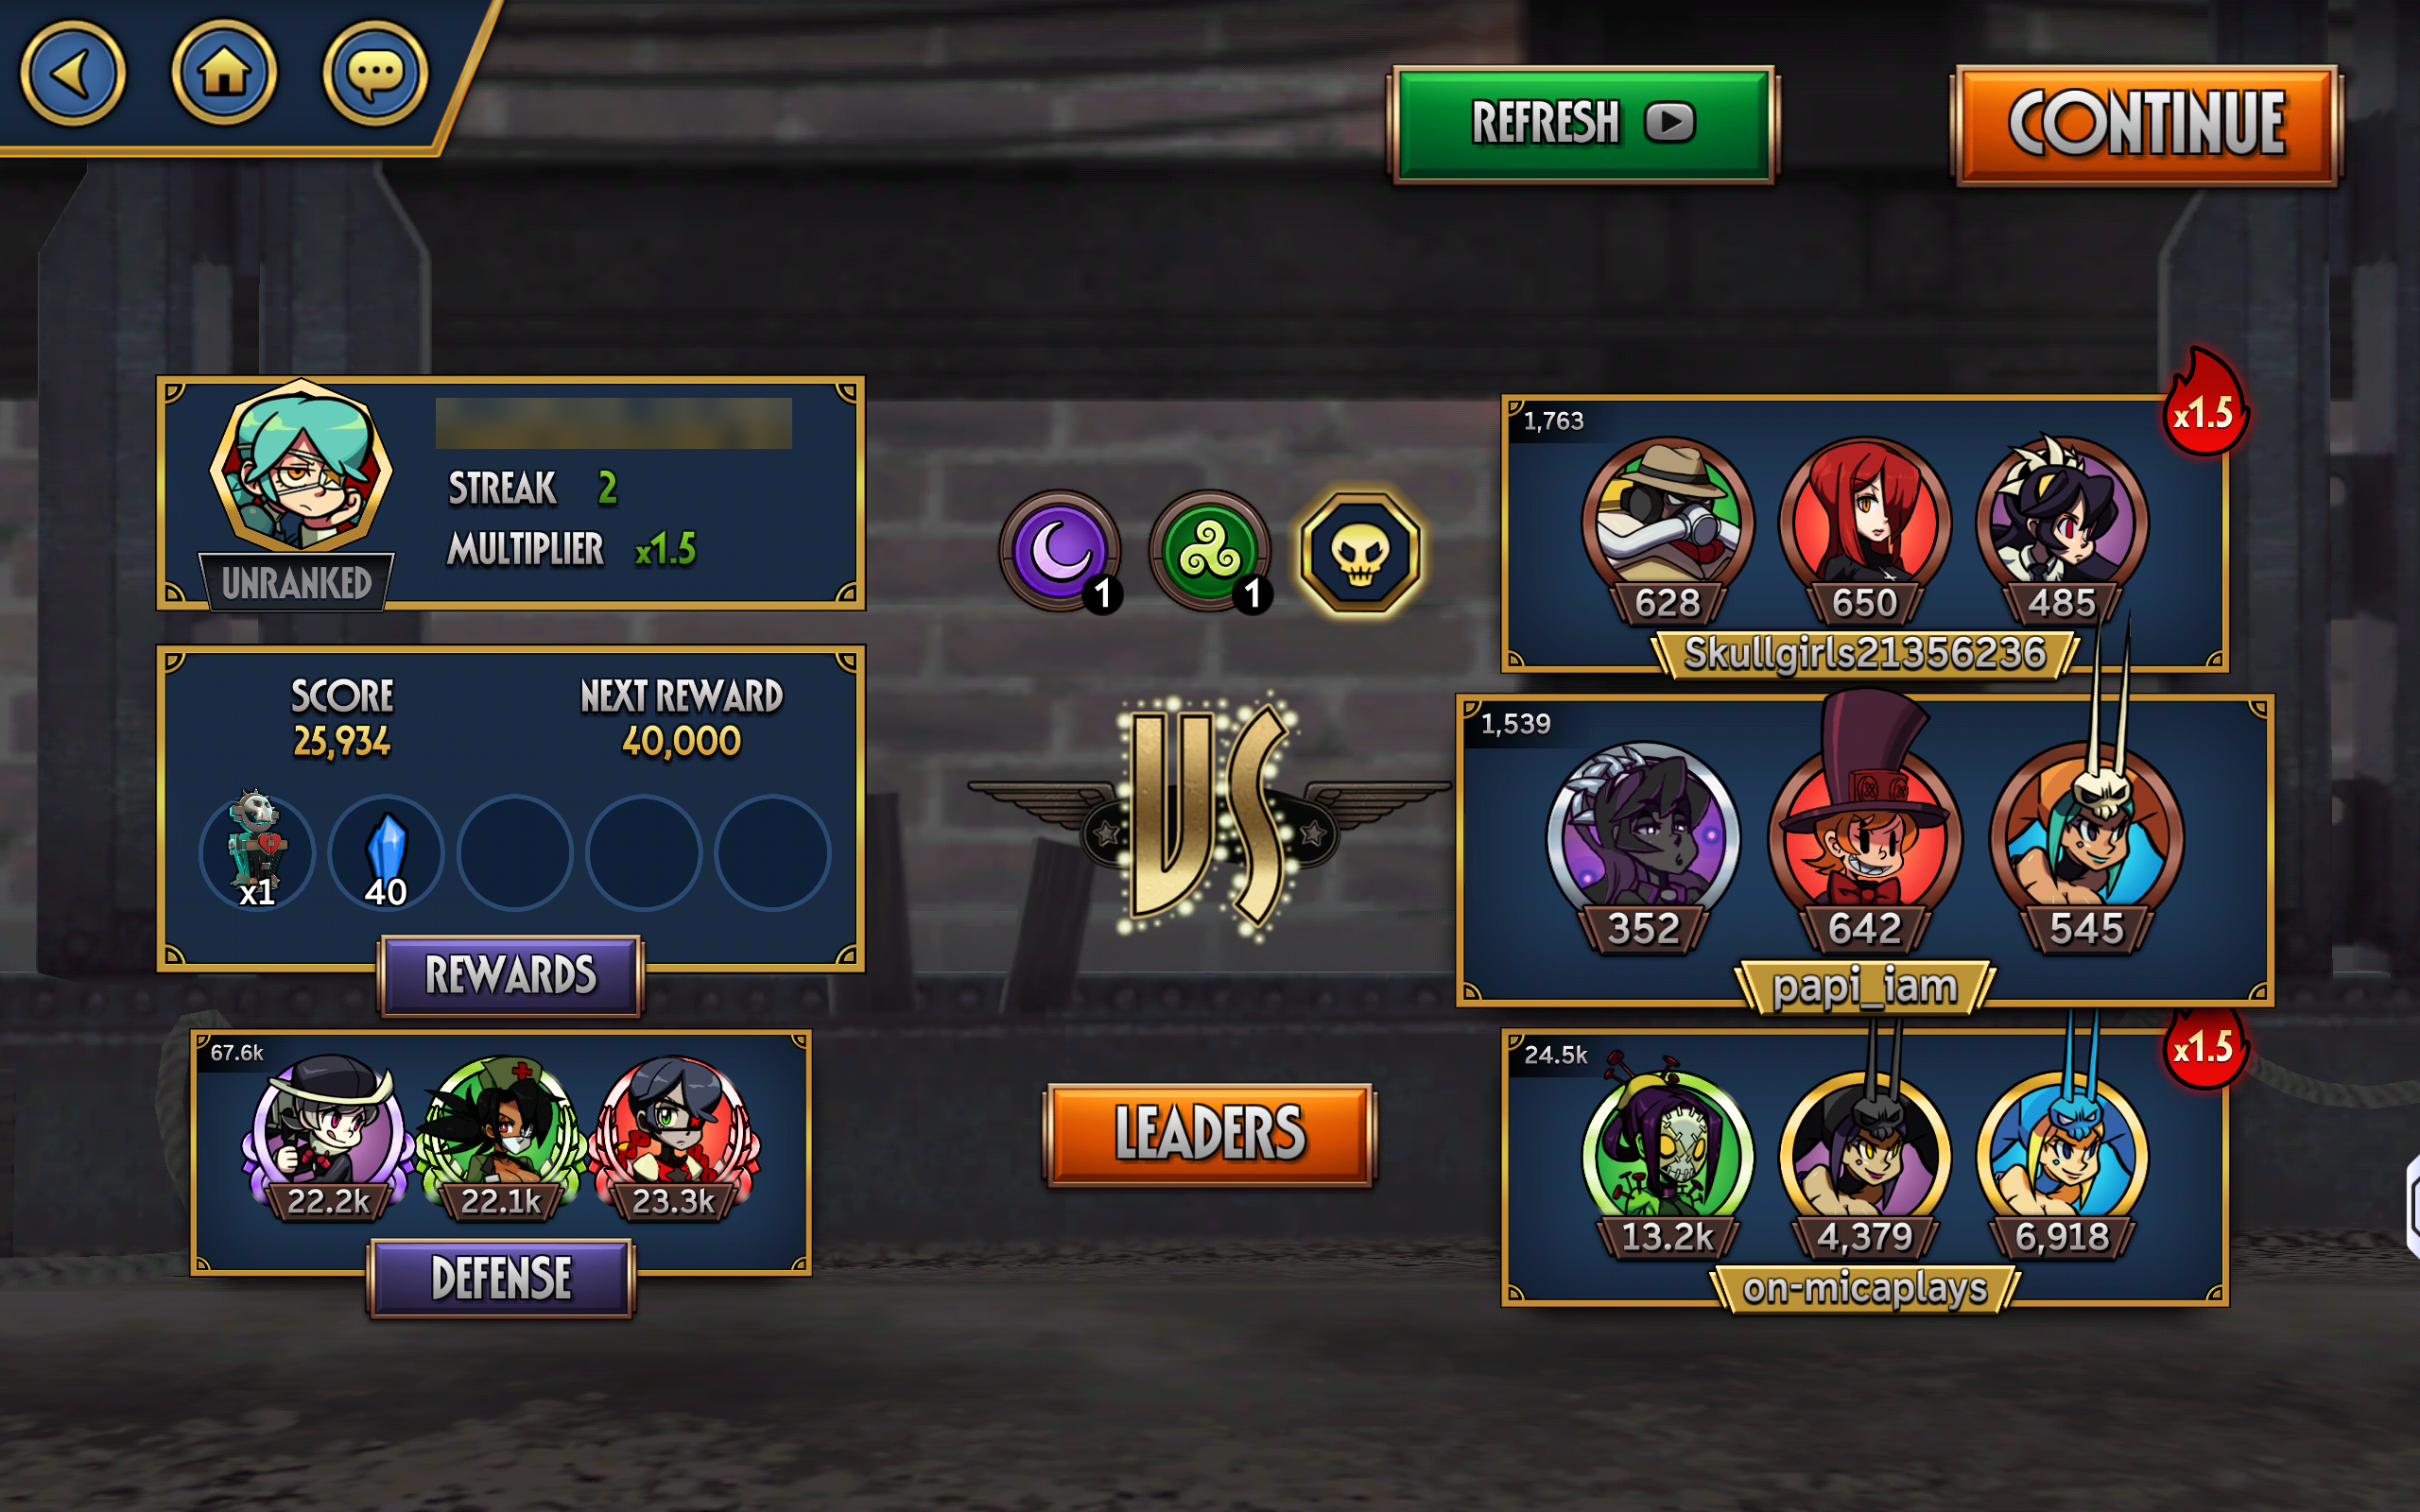 REFRESH
CONTINUE
STREAK 2
MULTIPLIER x1.5
UNRANKED
SCORE
25,934
NEXT REWARD
40,000
x1
40
REWARDS
67.6k
22.2k
22.1k
23.3k
DEFENSE
1
1
VS
LEADERS
x1.5
1,763
628
650
485
Skullgirls21356236
1,539
352
642
545
papi_iam
x1.5
24.5k
13.2k
4,379
6,918
on-micaplays